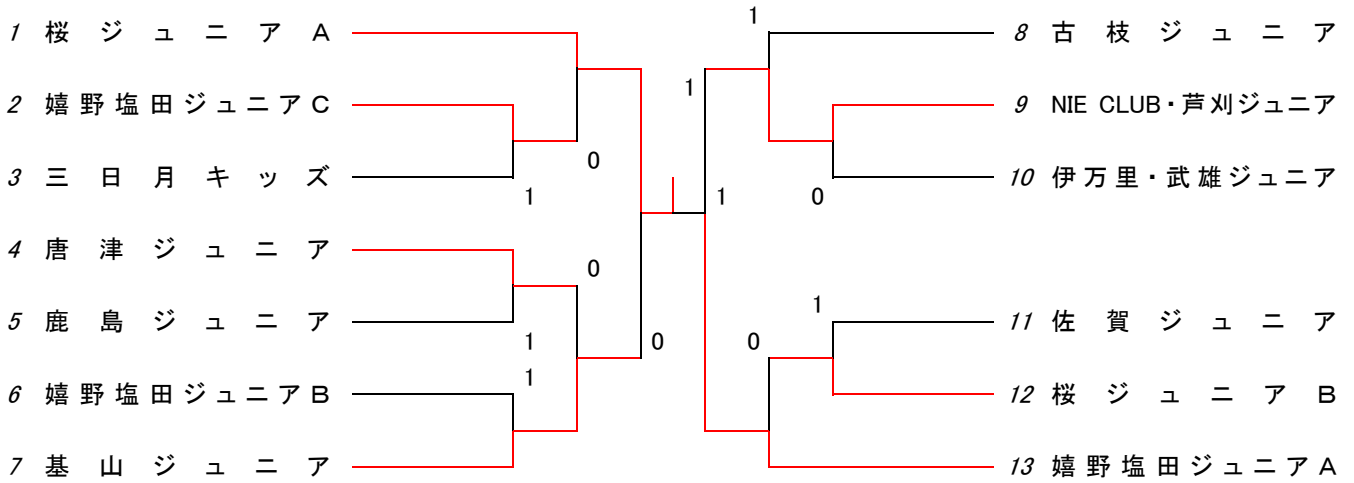 1 桜ジュニアA
2 嬉野塩田ジュニアC
3 三日月キッズ
4 唐津ジュニア
5 鹿島ジュニア
6 嬉野塩田ジュニアB
7 基山ジュニア
0
1
0
1
1
0
1
1
1
0
1
0
8 古枝ジュニア
9 NIE CLUB・芦刈ジュニア
10 伊万里・武雄ジュニア
11 佐賀ジュニア
12 桜ジュニアB
13 嬉野塩田ジュニアA